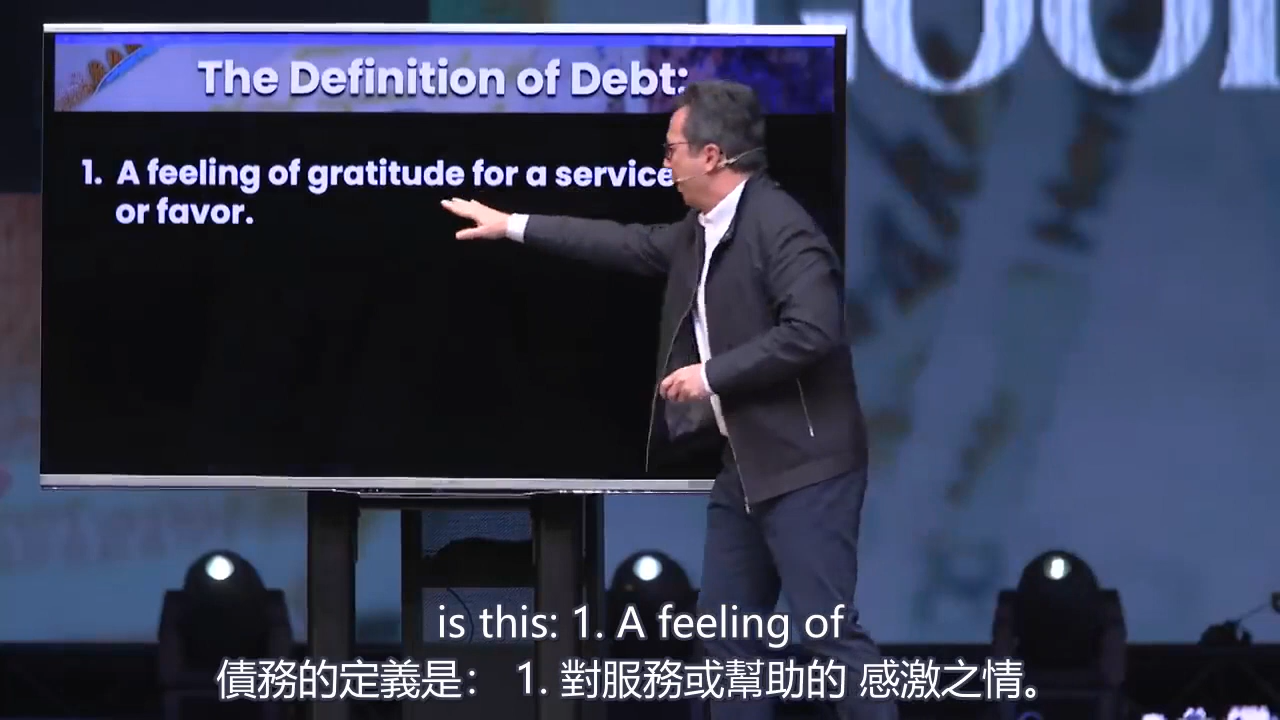 The Definition of Debt:
1. A feeling of gratitude for a service
or favor.
is this: 1. A feeling of
債務的定義是： 1. 對服務或幫助的 感激之情。